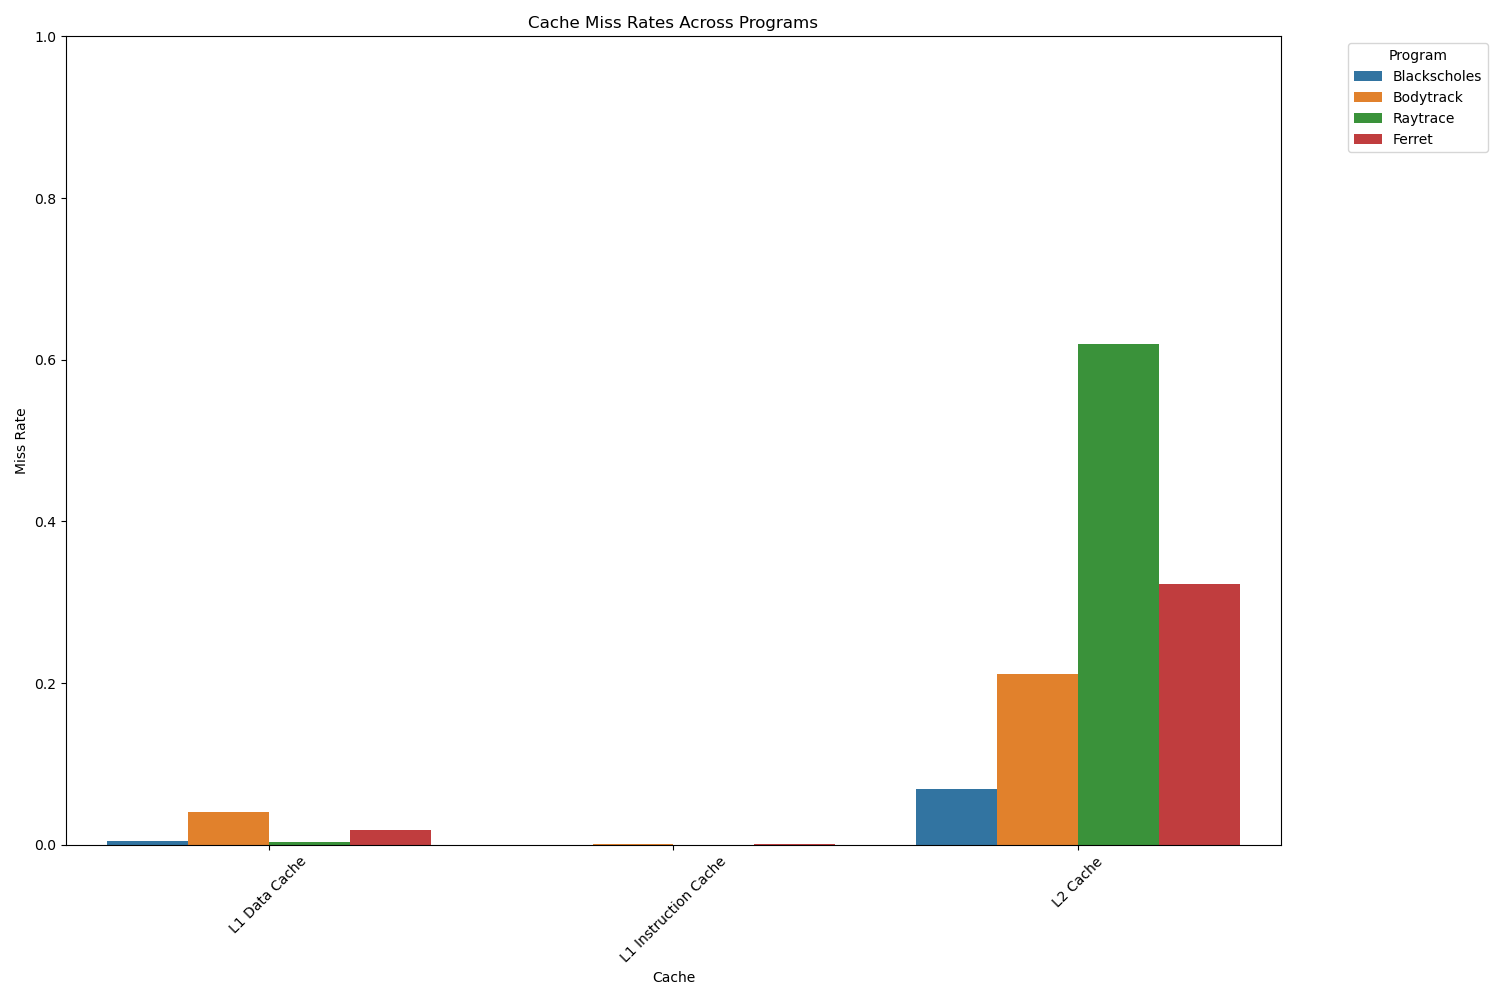 Cache Miss Rates Across Programs
Program
Blackscholes
Bodytrack
Raytrace
Ferret
1.0
0.8
0.6
0.4
0.2
0.0
Miss Rate
L1 Data Cache
L1 Instruction Cache
L2 Cache
Cache